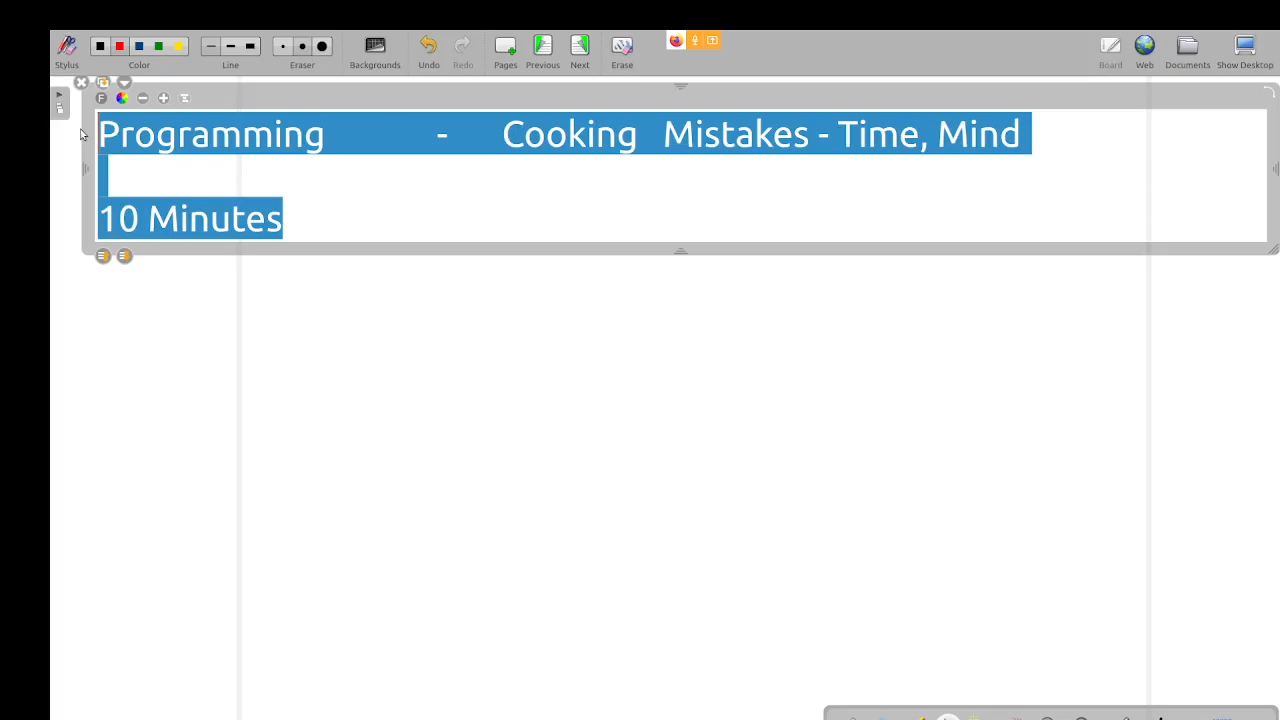 Stylus Color Line Eraser Backgrounds Undo Redo Pages Previous Next Erase Board Web Documents Show Desktop
F
Programming - Cooking Mistakes - Time, Mind
10 Minutes